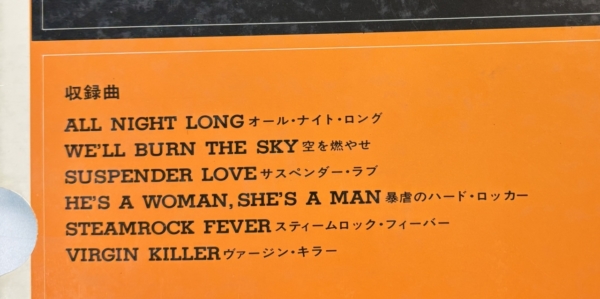 収録曲
ALL NIGHT LONG オール・ナイト・ロング
WE'LL BURN THE SKY 空を燃やせ
SUSPENDER LOVE サスペンダー・ラブ
HE'S A WOMAN, SHE'S A MAN 暴虐のハード・ロッカー
STEAMROCK FEVER スティームロック・フィーバー
VIRGIN KILLER ヴァージン・キラー